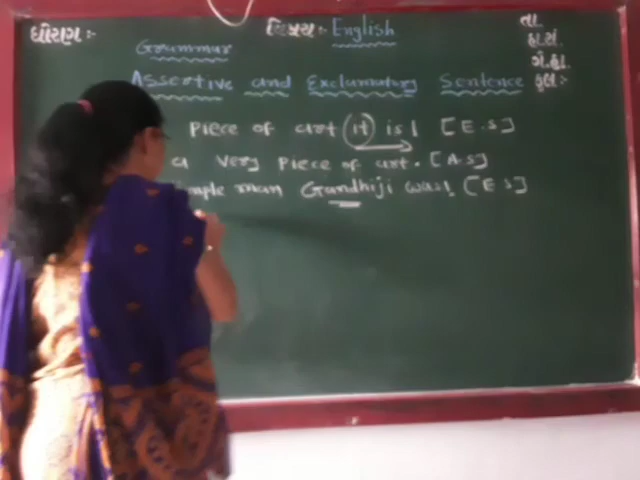 ધોરણ :- વિષય :- English તા.
Grammar હા.સં.
Assertive and Exclamatory Sentence ગે.હા.
કુલ :-
Piece of art it is! [E.S]
a very piece of art. [A.S]
man Gandhiji was! [E S]